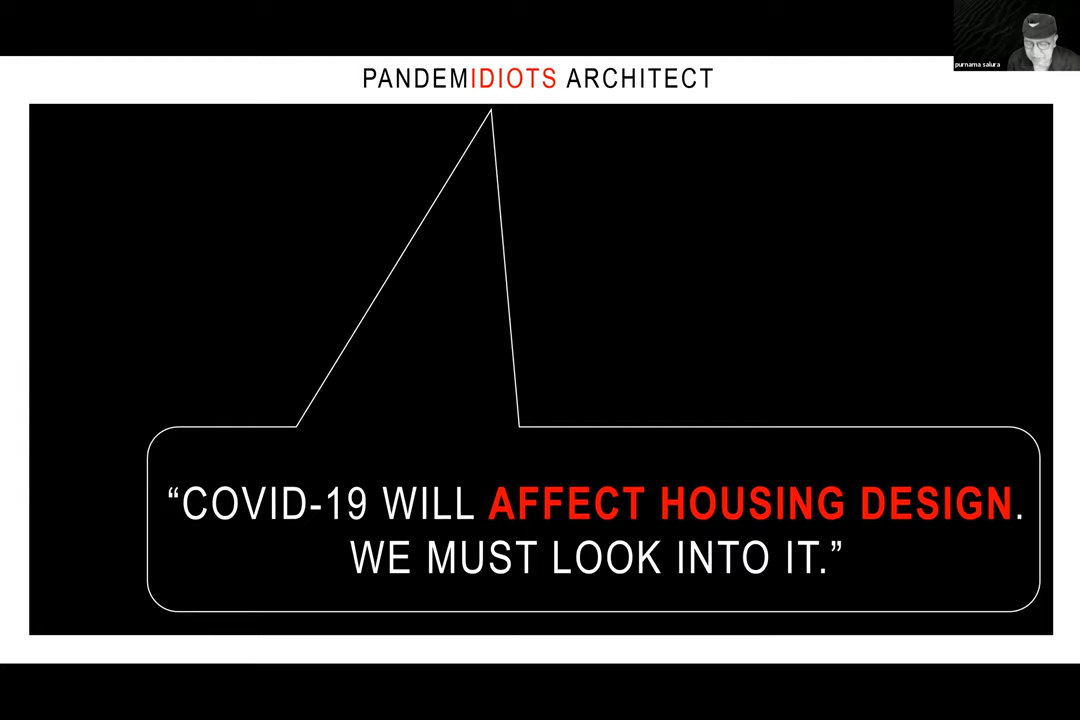 purnama salura
PANDEMIDIOTS ARCHITECT
“COVID-19 WILL AFFECT HOUSING DESIGN.
WE MUST LOOK INTO IT.”